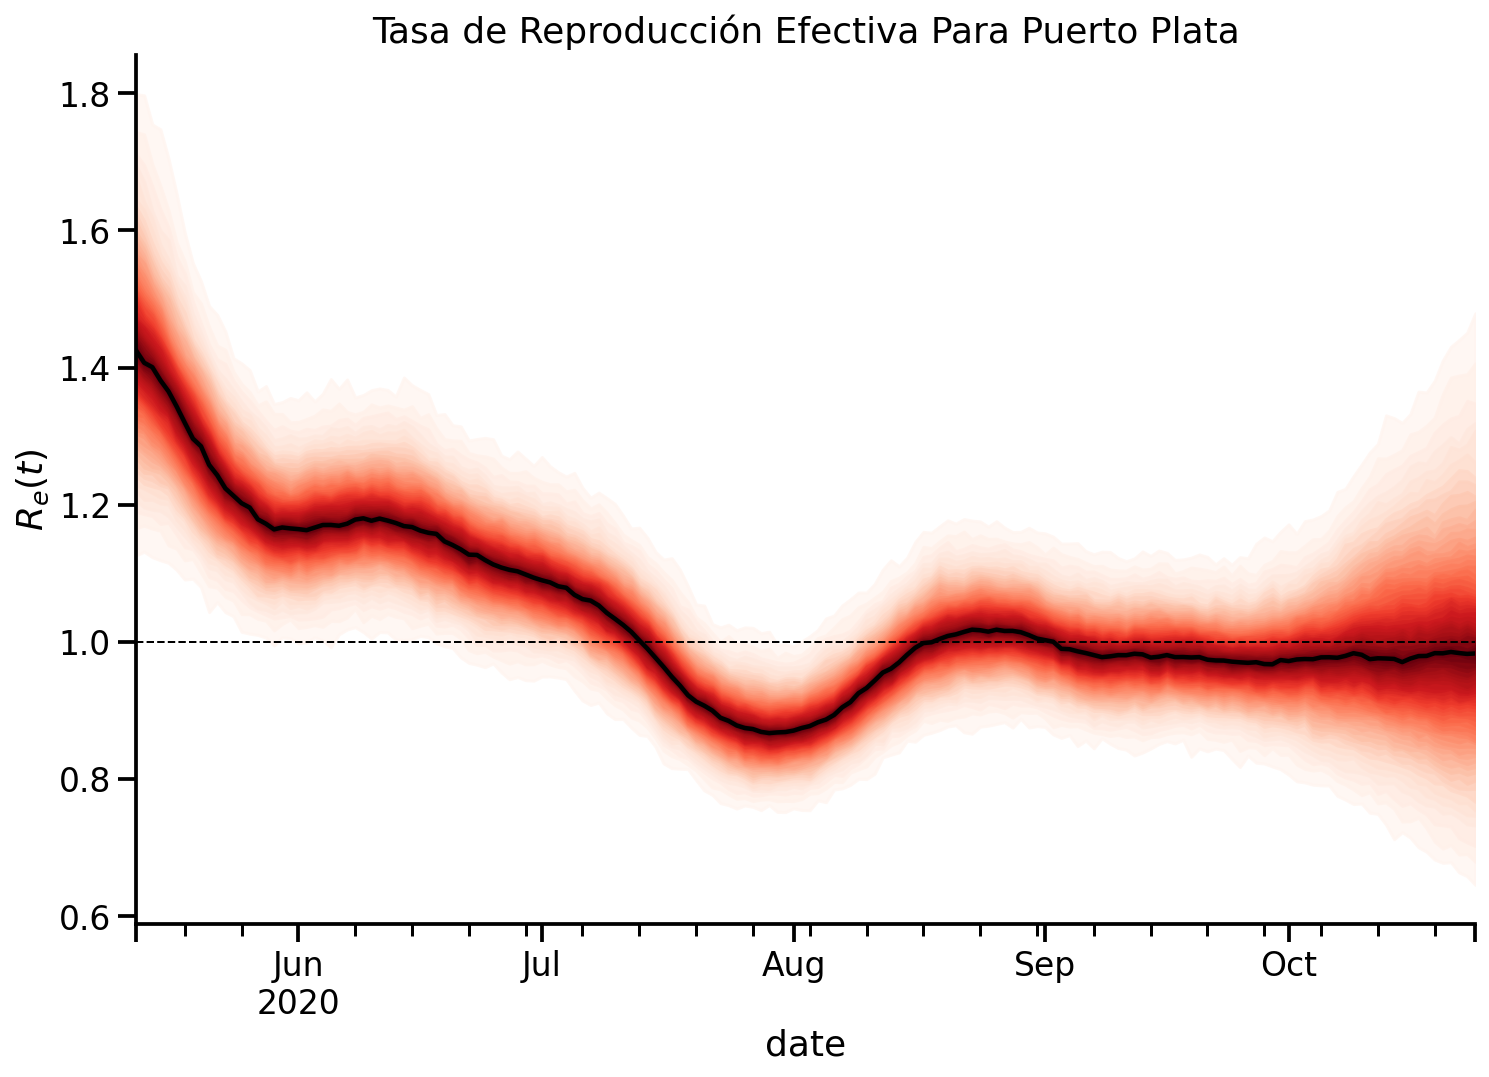 Tasa de Reproducción Efectiva Para Puerto Plata
1.8
1.6
1.4
1.2
1.0
0.8
0.6
Rₑ(t)
Jun Jul Aug Sep Oct
2020
date